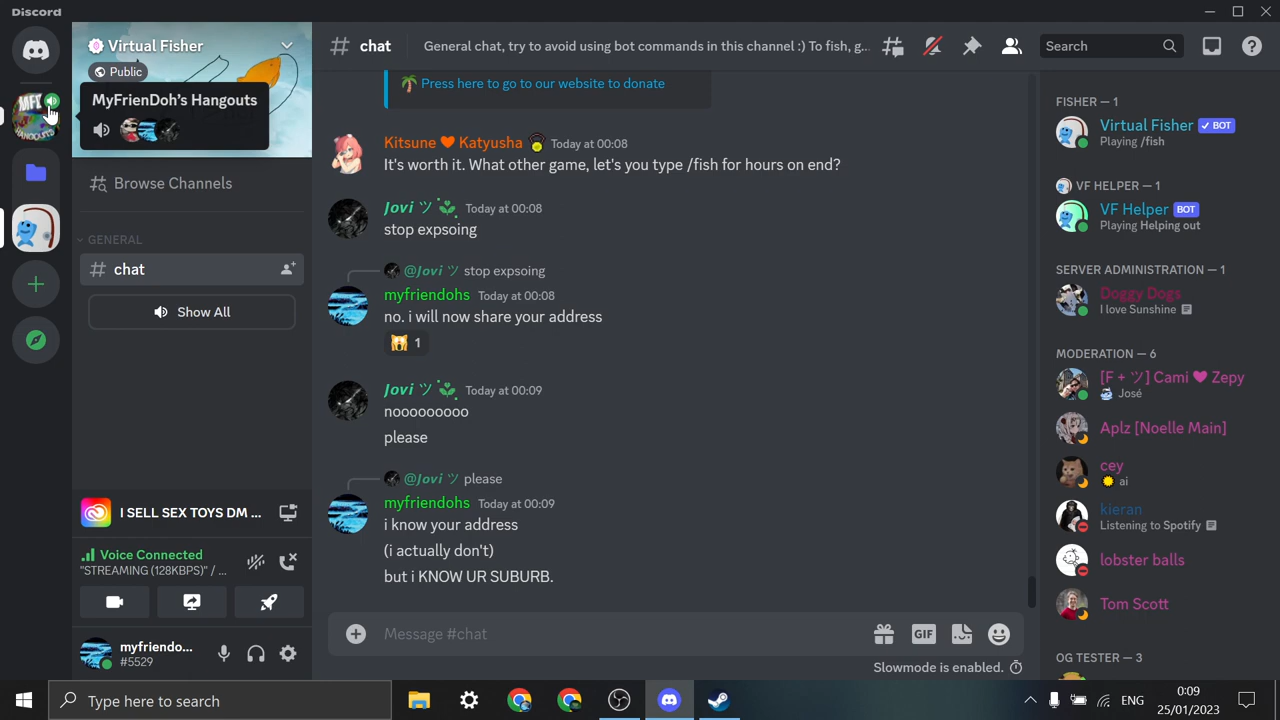 Discord
Virtual Fisher
Public
MyFrienDoh's Hangouts
MFD
HANGOUTS
Browse Channels
GENERAL
chat
Show All
I SELL SEX TOYS DM ...
Voice Connected
"STREAMING (128KBPS)" / ...
myfriendo...
#5529
chat
General chat, try to avoid using bot commands in this channel :) To fish, g...
Search
Press here to go to our website to donate
Kitsune 🧡 Katyusha Today at 00:08
It's worth it. What other game, let's you type /fish for hours on end?
Jovi ツ Today at 00:08
stop expsoing
@Jovi ツ stop expsoing
myfriendohs Today at 00:08
no. i will now share your address
1
Jovi ツ Today at 00:09
nooooooooo
please
@Jovi ツ please
myfriendohs Today at 00:09
i know your address
(i actually don't)
but i KNOW UR SUBURB.
Message #chat
GIF
Slowmode is enabled.
FISHER — 1
Virtual Fisher ✓ BOT
Playing /fish
VF HELPER — 1
VF Helper BOT
Playing Helping out
SERVER ADMINISTRATION — 1
Doggy Dogs
I love Sunshine
MODERATION — 6
[F + ツ] Cami ♥ Zepy
José
Aplz [Noelle Main]
cey
ai
kieran
Listening to Spotify
lobster balls
Tom Scott
OG TESTER — 3
Type here to search
ENG
0:09
25/01/2023